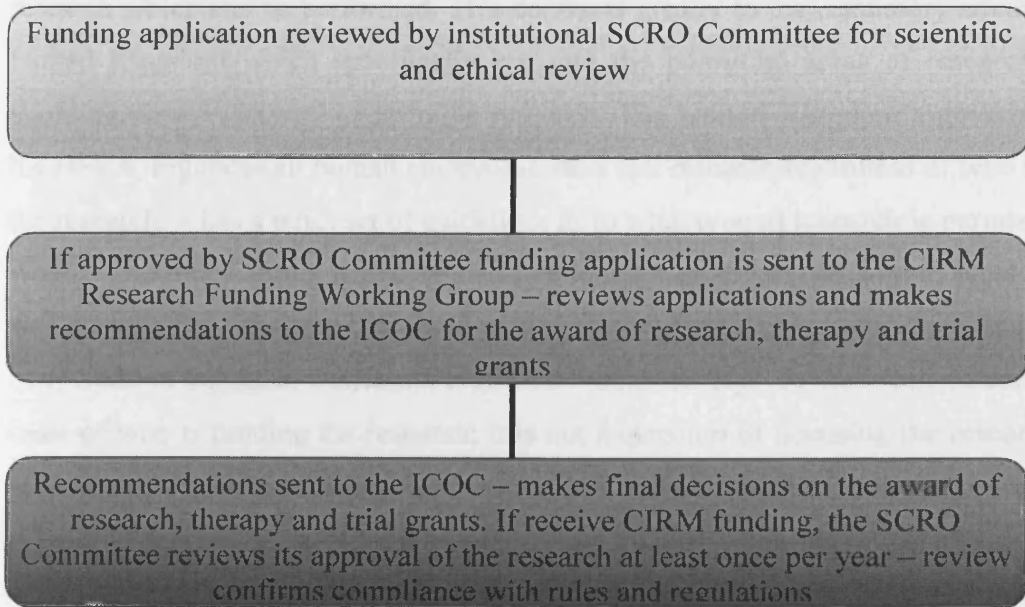 Funding application reviewed by institutional SCRO Committee for scientific
and ethical review
If approved by SCRO Committee funding application is sent to the CIRM
Research Funding Working Group – reviews applications and makes
recommendations to the ICOC for the award of research, therapy and trial
grants
Recommendations sent to the ICOC – makes final decisions on the award of
research, therapy and trial grants. If receive CIRM funding, the SCRO
Committee reviews its approval of the research at least once per year – review
confirms compliance with rules and regulations